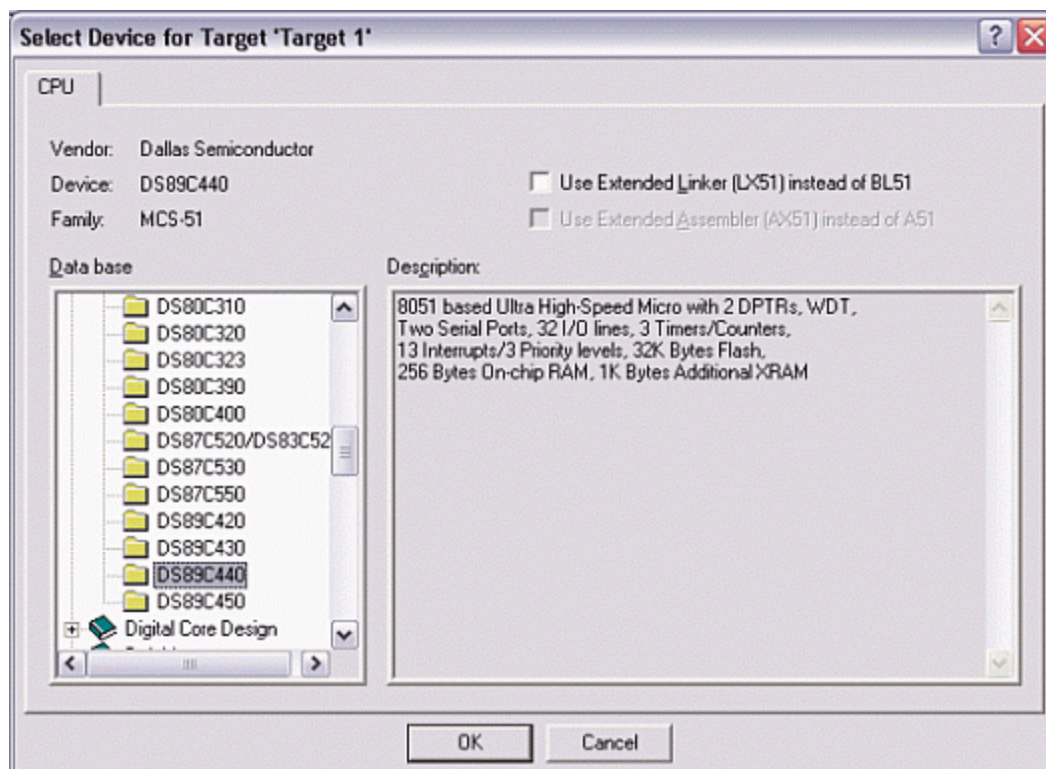 Select Device for Target 'Target 1'
CPU
Vendor: Dallas Semiconductor
Device: DS89C440
Family: MCS-51
Use Extended Linker (LX51) instead of BL51
Use Extended Assembler (AX51) instead of A51
Data base
DS80C310
DS80C320
DS80C323
DS80C390
DS80C400
DS87C520/DS83C52
DS87C530
DS87C550
DS89C420
DS89C430
DS89C440
DS89C450
Digital Core Design
Description:
8051 based Ultra High-Speed Micro with 2 DPTRs, WDT,
Two Serial Ports, 32 I/O lines, 3 Timers/Counters,
13 Interrupts/3 Priority levels, 32K Bytes Flash,
256 Bytes On-chip RAM, 1K Bytes Additional XRAM
OK
Cancel